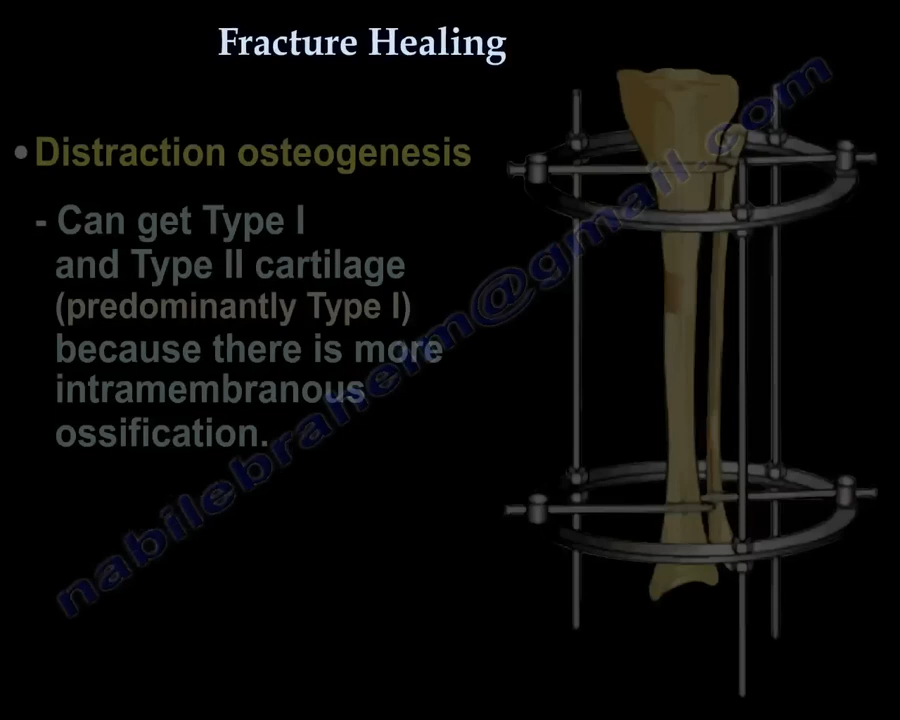 Fracture Healing
• Distraction osteogenesis
- Can get Type I
and Type II cartilage
(predominantly Type I)
because there is more
intramembranous
ossification.
nabilebraheim@gmail.com